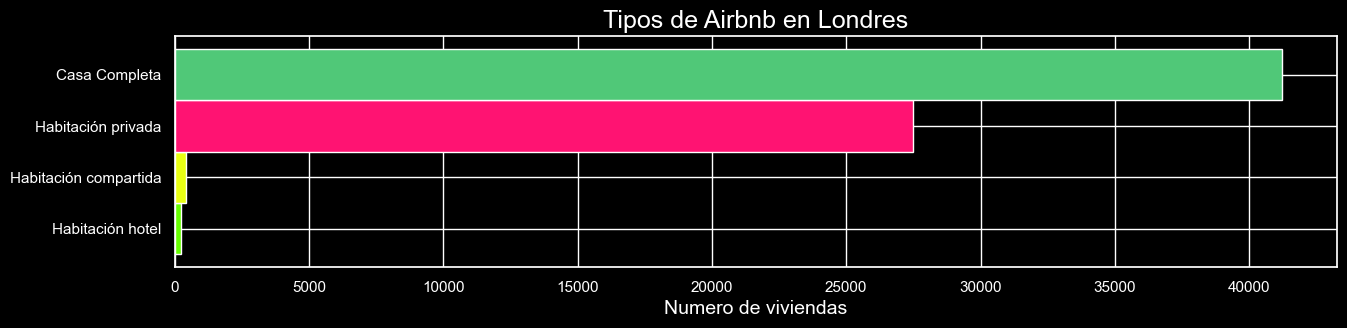 Tipos de Airbnb en Londres
Casa Completa
Habitación privada
Habitación compartida
Habitación hotel
0 5000 10000 15000 20000 25000 30000 35000 40000
Numero de viviendas